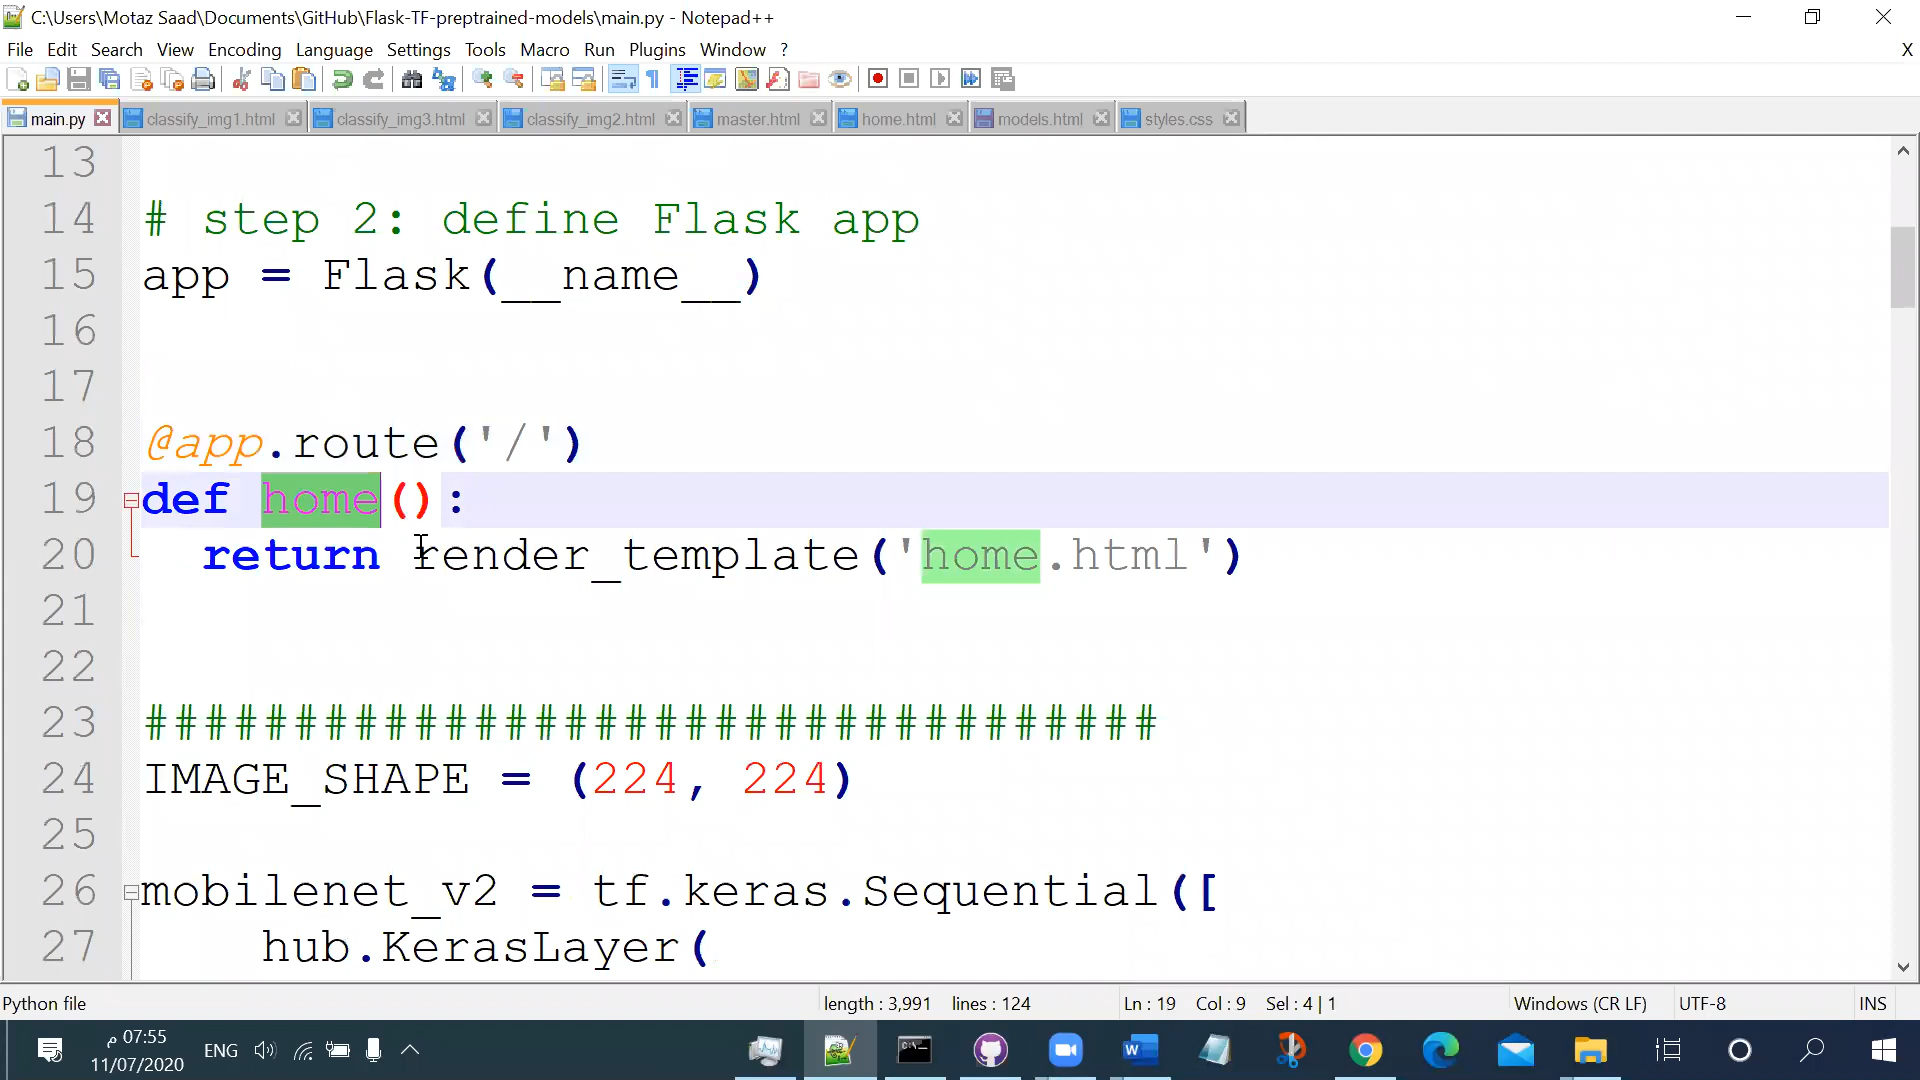 C:\Users\Motaz Saad\Documents\GitHub\Flask-TF-preptrained-models\main.py - Notepad++
File Edit Search View Encoding Language Settings Tools Macro Run Plugins Window ? X
main.py classify_img1.html classify_img3.html classify_img2.html master.html home.html models.html styles.css
13
14 # step 2: define Flask app
15 app = Flask(__name__)
16
17
18 @app.route('/')
19 def home():
20 return render_template('home.html')
21
22
23 ##################################
24 IMAGE_SHAPE = (224, 224)
25
26 mobilenet_v2 = tf.keras.Sequential([
27 hub.KerasLayer(
Python file length : 3,991 lines : 124 Ln : 19 Col : 9 Sel : 4 | 1 Windows (CR LF) UTF-8 INS
07:55 م
ENG
11/07/2020